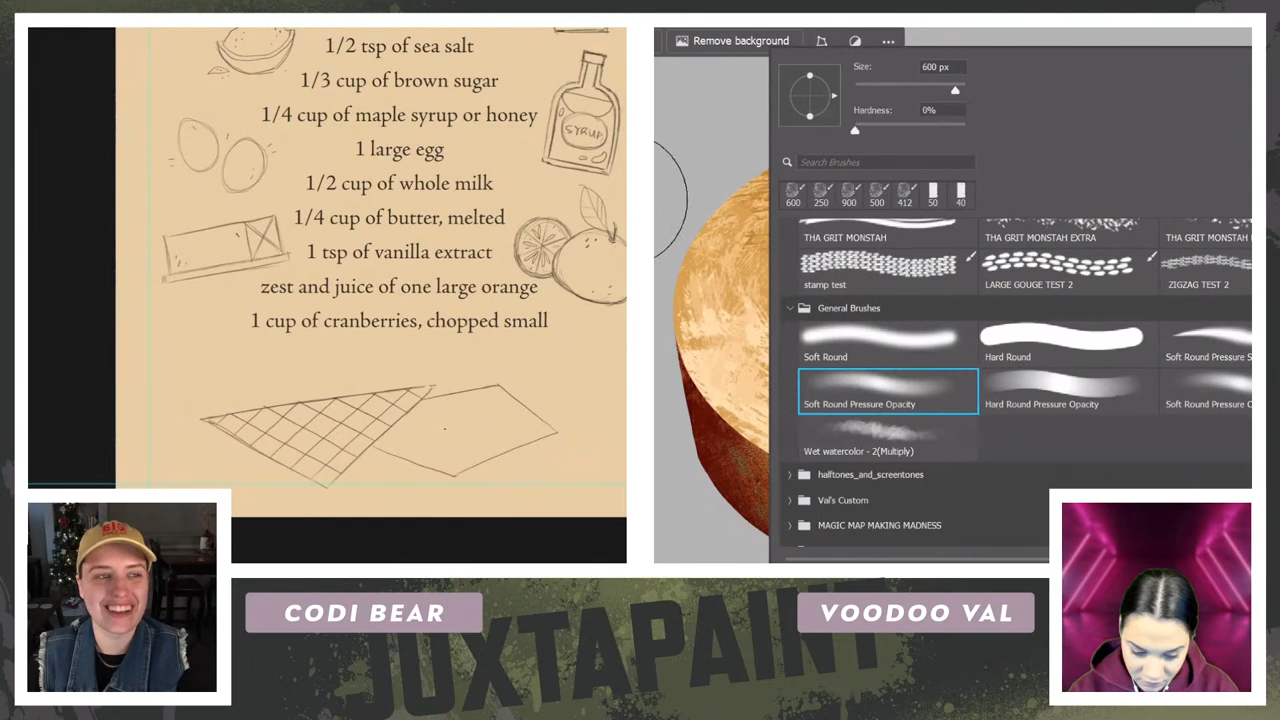 1/2 tsp of sea salt
1/3 cup of brown sugar
1/4 cup of maple syrup or honey
1 large egg
1/2 cup of whole milk
1/4 cup of butter, melted
1 tsp of vanilla extract
zest and juice of one large orange
1 cup of cranberries, chopped small
SYRUP
Remove background
Size:
600 px
Hardness:
0%
Search Brushes
600 250 900 500 412 50 40
THA GRIT MONSTAH
THA GRIT MONSTAH EXTRA
THA GRIT MONSTAH
stamp test
LARGE GOUGE TEST 2
ZIGZAG TEST 2
General Brushes
Soft Round
Hard Round
Soft Round Pressure S
Soft Round Pressure Opacity
Hard Round Pressure Opacity
Soft Round
Wet watercolor - 2(Multiply)
halftones_and_screentones
Val's Custom
MAGIC MAP MAKING MADNESS
CODI BEAR
VOODOO VAL
JUXTAPAINT